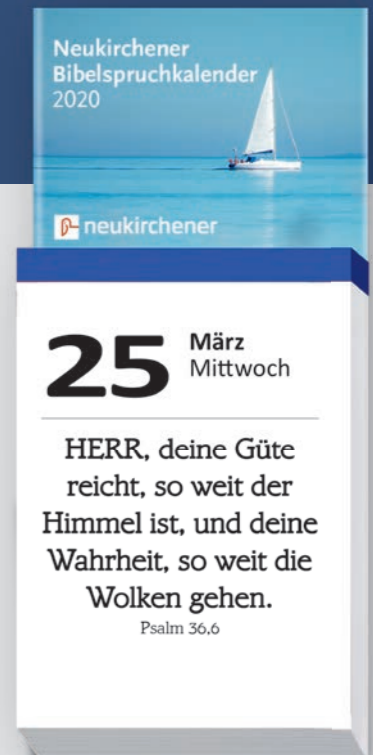 Neukirchener
Bibelspruchkalender
2020
neukirchener
25
März
Mittwoch
HERR, deine Güte
reicht, so weit der
Himmel ist, und deine
Wahrheit, so weit die
Wolken gehen.
Psalm 36,6